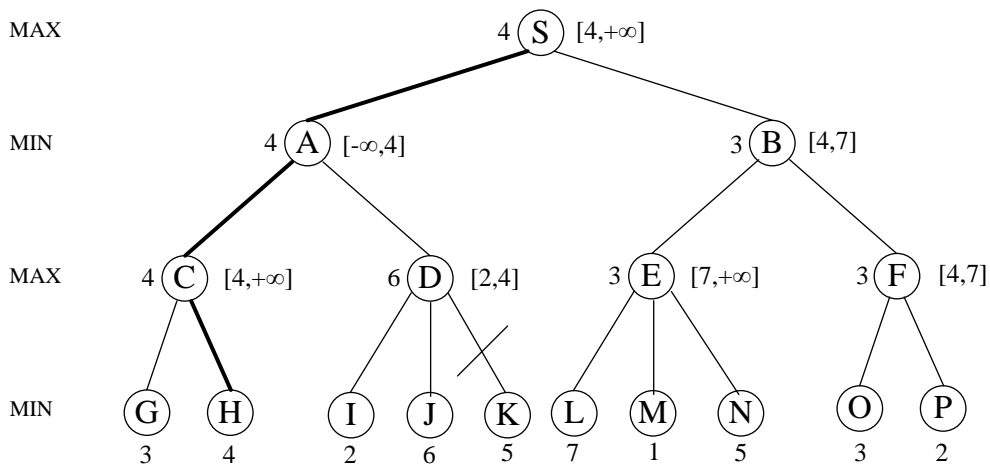 MAX 4 S [4,+∞]
MIN 4 A [-∞,4] 3 B [4,7]
MAX 4 C [4,+∞] 6 D [2,4] 3 E [7,+∞] 3 F [4,7]
MIN G H I J K L M N O P
3 4 2 6 5 7 1 5 3 2